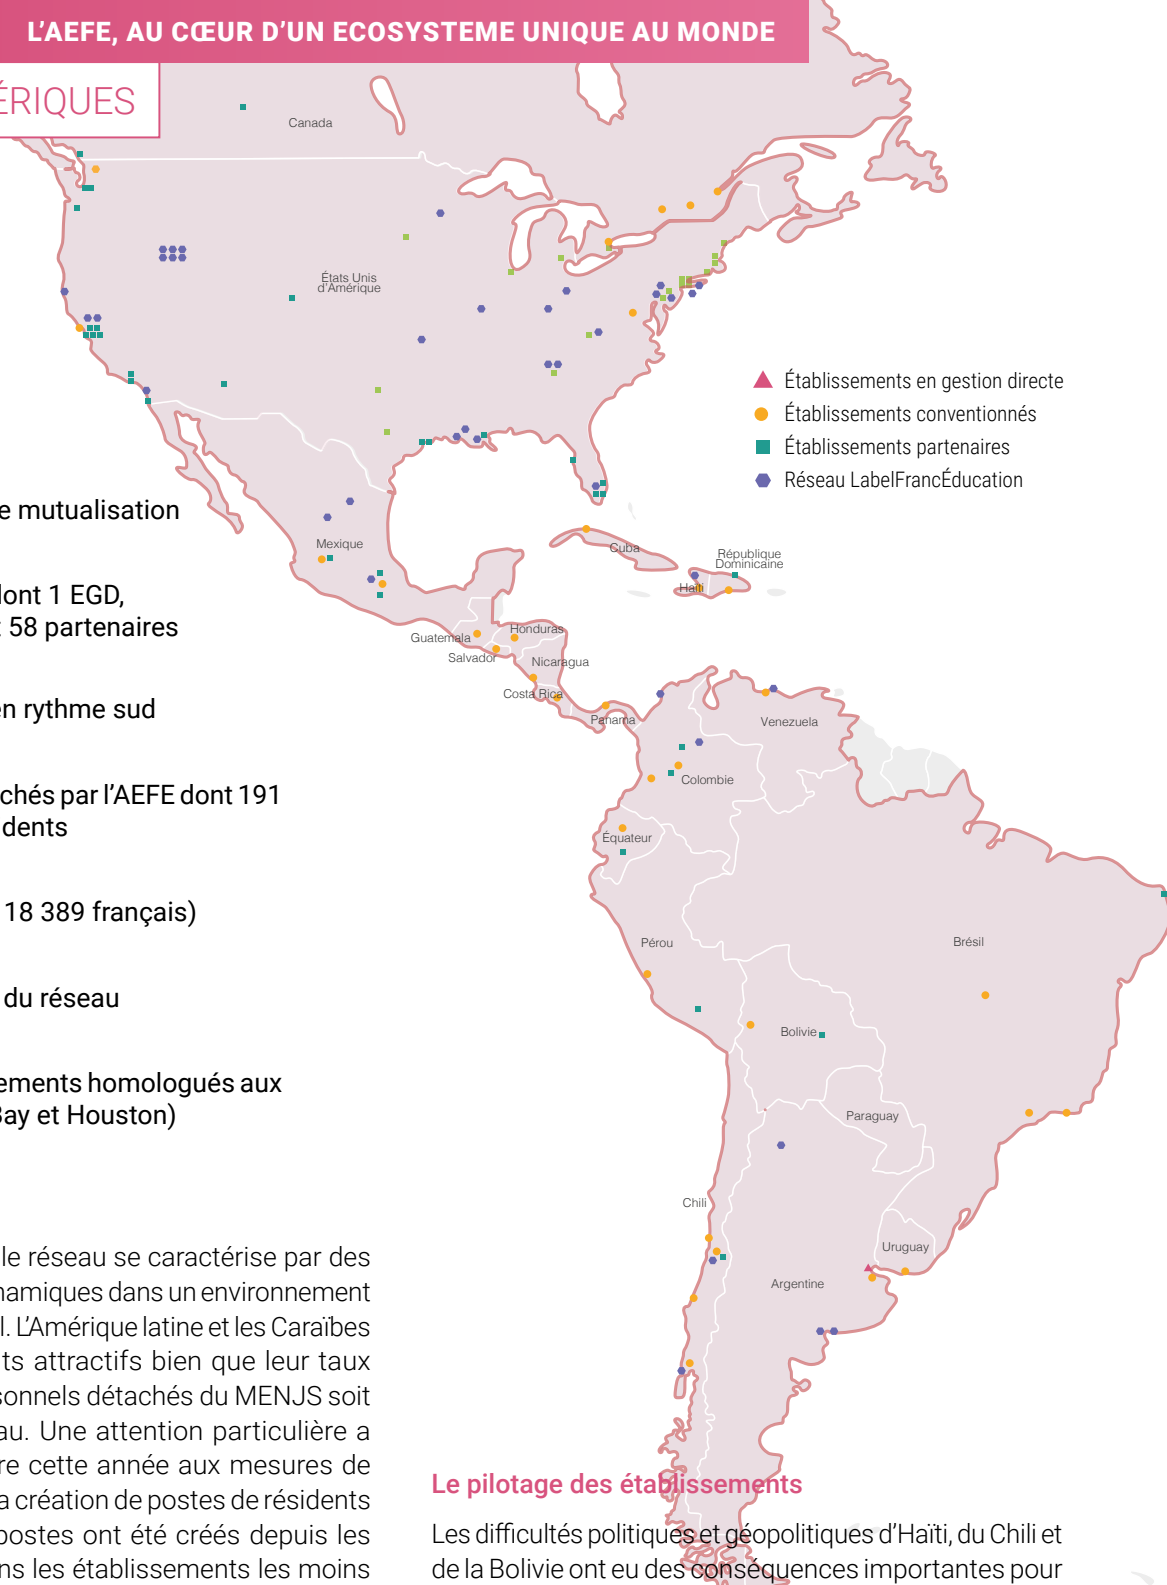 L'AEFE, AU CŒUR D'UN ECOSYSTEME UNIQUE AU MONDE
ÉRIQUES
Canada
États Unis
d'Amérique
Établissements en gestion directe
Établissements conventionnés
Établissements partenaires
Réseau LabelFrancÉducation
Mexique
Cuba
République
Dominicaine
Haïti
Guatemala
Honduras
Salvador
Nicaragua
Costa Rica
Panama
Venezuela
Colombie
Équateur
Pérou
Brésil
Bolivie
Paraguay
Chili
Uruguay
Argentine
e mutualisation
dont 1 EGD,
t 58 partenaires
en rythme sud
chés par l'AEFE dont 191
idents
18 389 français)
du réseau
ements homologués aux
Bay et Houston)
le réseau se caractérise par des
namiques dans un environnement
l. L'Amérique latine et les Caraïbes
ts attractifs bien que leur taux
sonnels détachés du MENJS soit
au. Une attention particulière a
re cette année aux mesures de
a création de postes de résidents
postes ont été créés depuis les
ns les établissements les moins
Le pilotage des établissements
Les difficultés politiques et géopolitiques d'Haïti, du Chili et
de la Bolivie ont eu des conséquences importantes pour